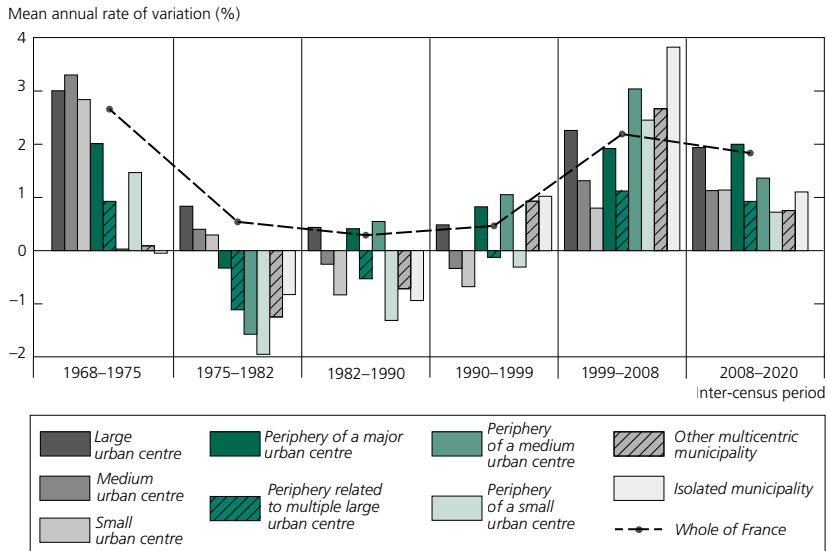 Mean annual rate of variation (%)
4
3
2
1
0
−1
−2
1968–1975
1975–1982
1982–1990
1990–1999
1999–2008
2008–2020
Inter-census period
Large
urban centre
Medium
urban centre
Small
urban centre
Periphery of a major
urban centre
Periphery related
to multiple large
urban centre
Periphery
of a medium
urban centre
Periphery
of a small
urban centre
Other multicentric
municipality
Isolated municipality
Whole of France